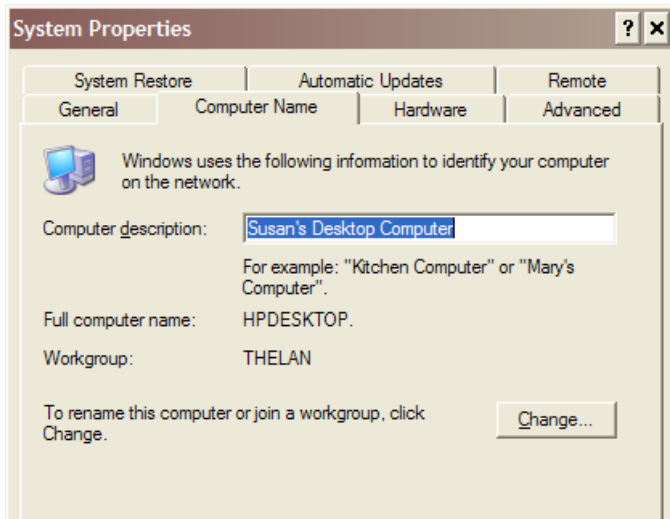 System Properties
? ×
System Restore Automatic Updates Remote
General Computer Name Hardware Advanced
Windows uses the following information to identify your computer
on the network.
Computer description: Susan's Desktop Computer
For example: "Kitchen Computer" or "Mary's
Computer".
Full computer name: HPDESKTOP.
Workgroup: THELAN
To rename this computer or join a workgroup, click
Change.
Change...